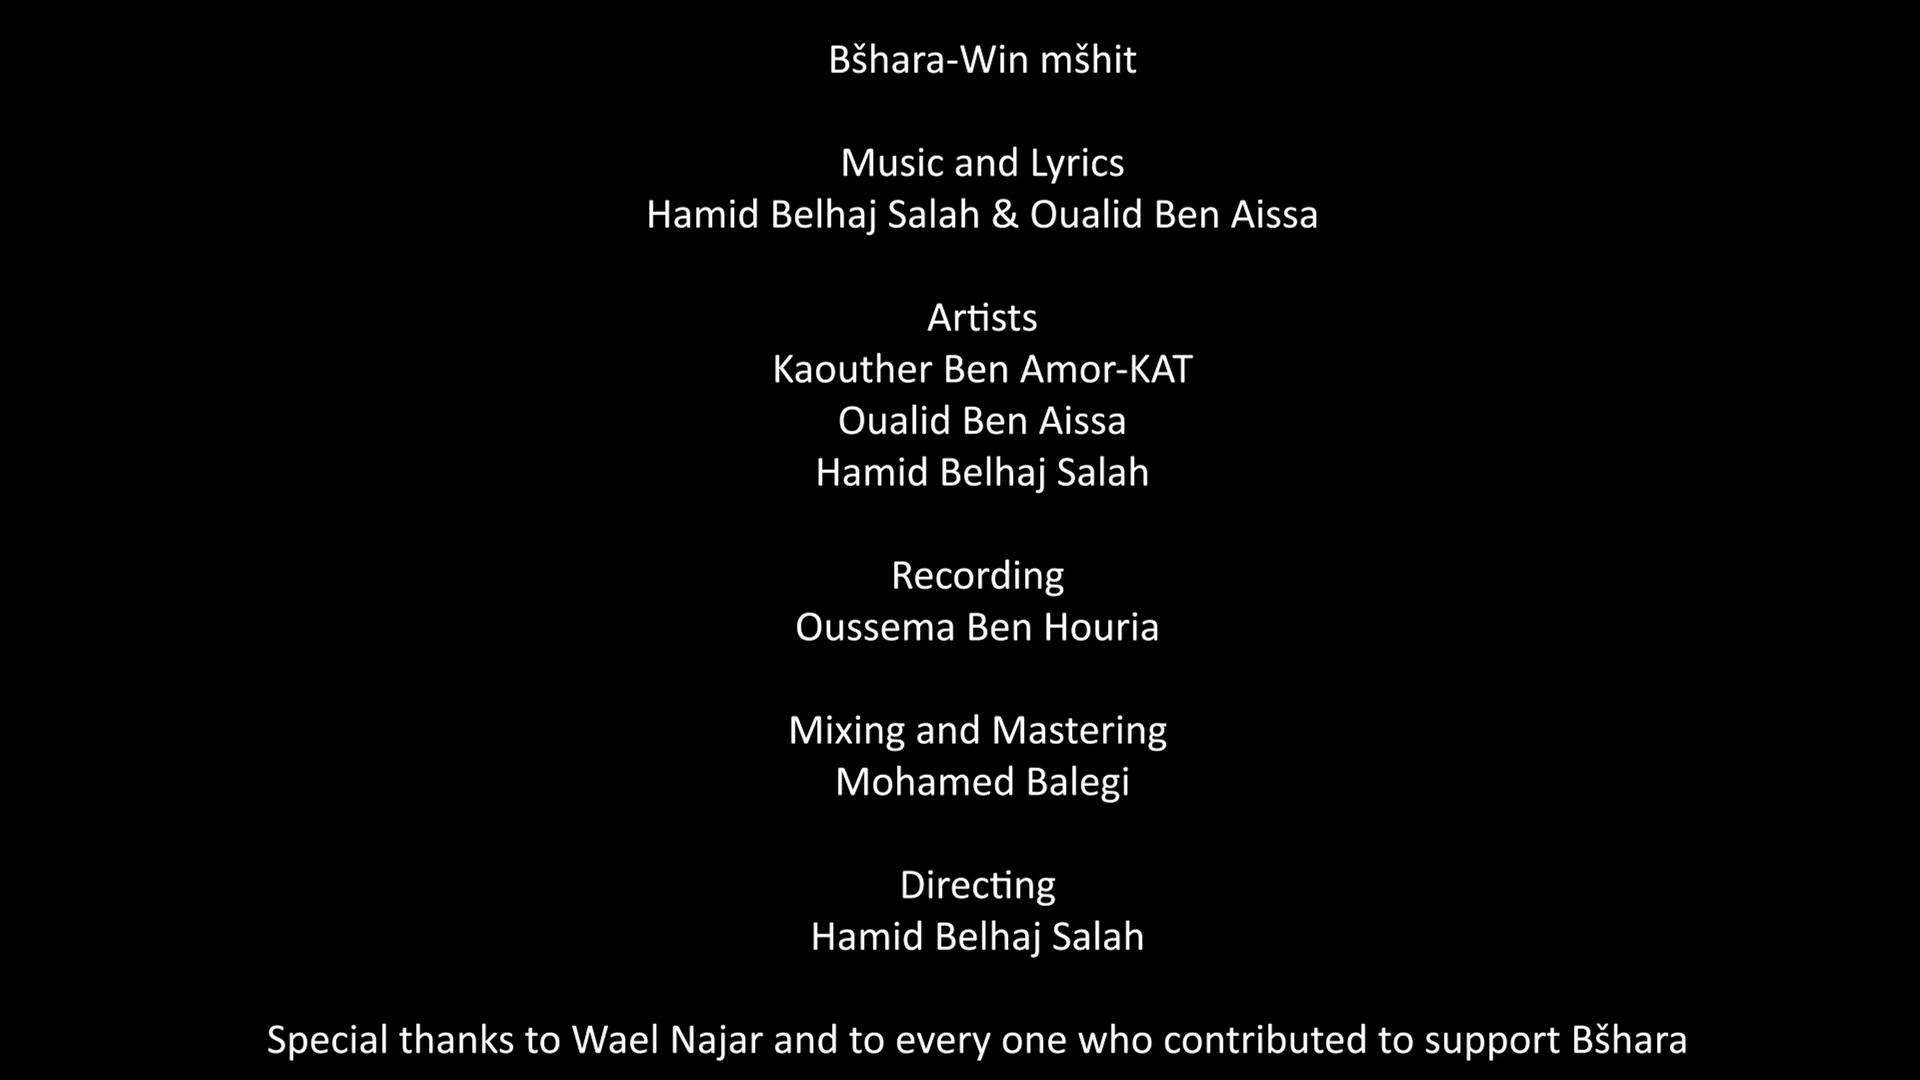 Bšhara-Win mšhit
Music and Lyrics
Hamid Belhaj Salah & Oualid Ben Aissa
Artists
Kaouther Ben Amor-KAT
Oualid Ben Aissa
Hamid Belhaj Salah
Recording
Oussema Ben Houria
Mixing and Mastering
Mohamed Balegi
Directing
Hamid Belhaj Salah
Special thanks to Wael Najar and to every one who contributed to support Bšhara